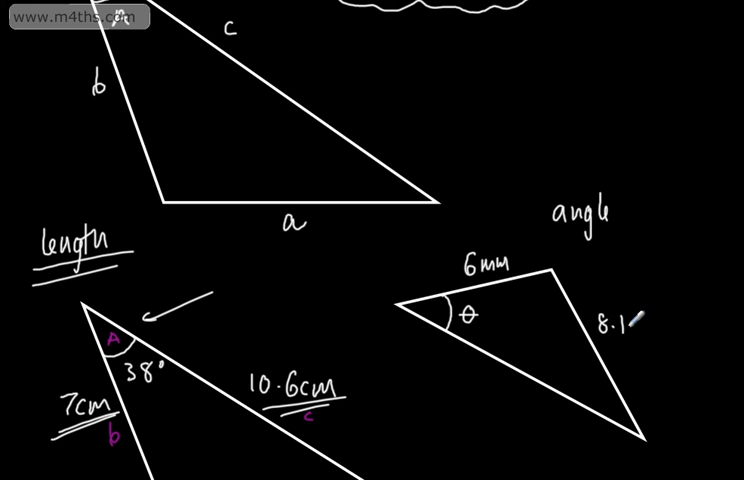 www.m4ths.com
A
c
b
a
length
angle
6mm
θ
8.1
A
38°
10.6cm
c
7cm
b